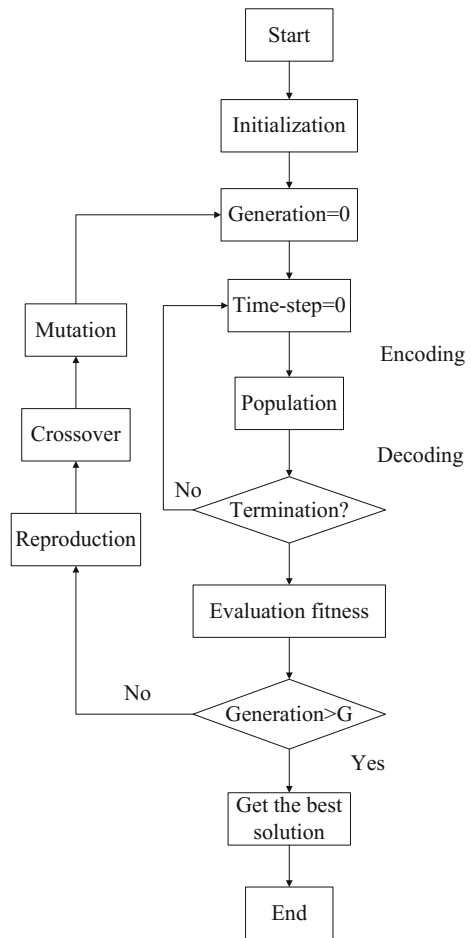 Start
Initialization
Generation=0
Time-step=0
Mutation
Encoding
Population
Crossover
Decoding
No
Termination?
Reproduction
Evaluation fitness
No
Generation>G
Yes
Get the best
solution
End